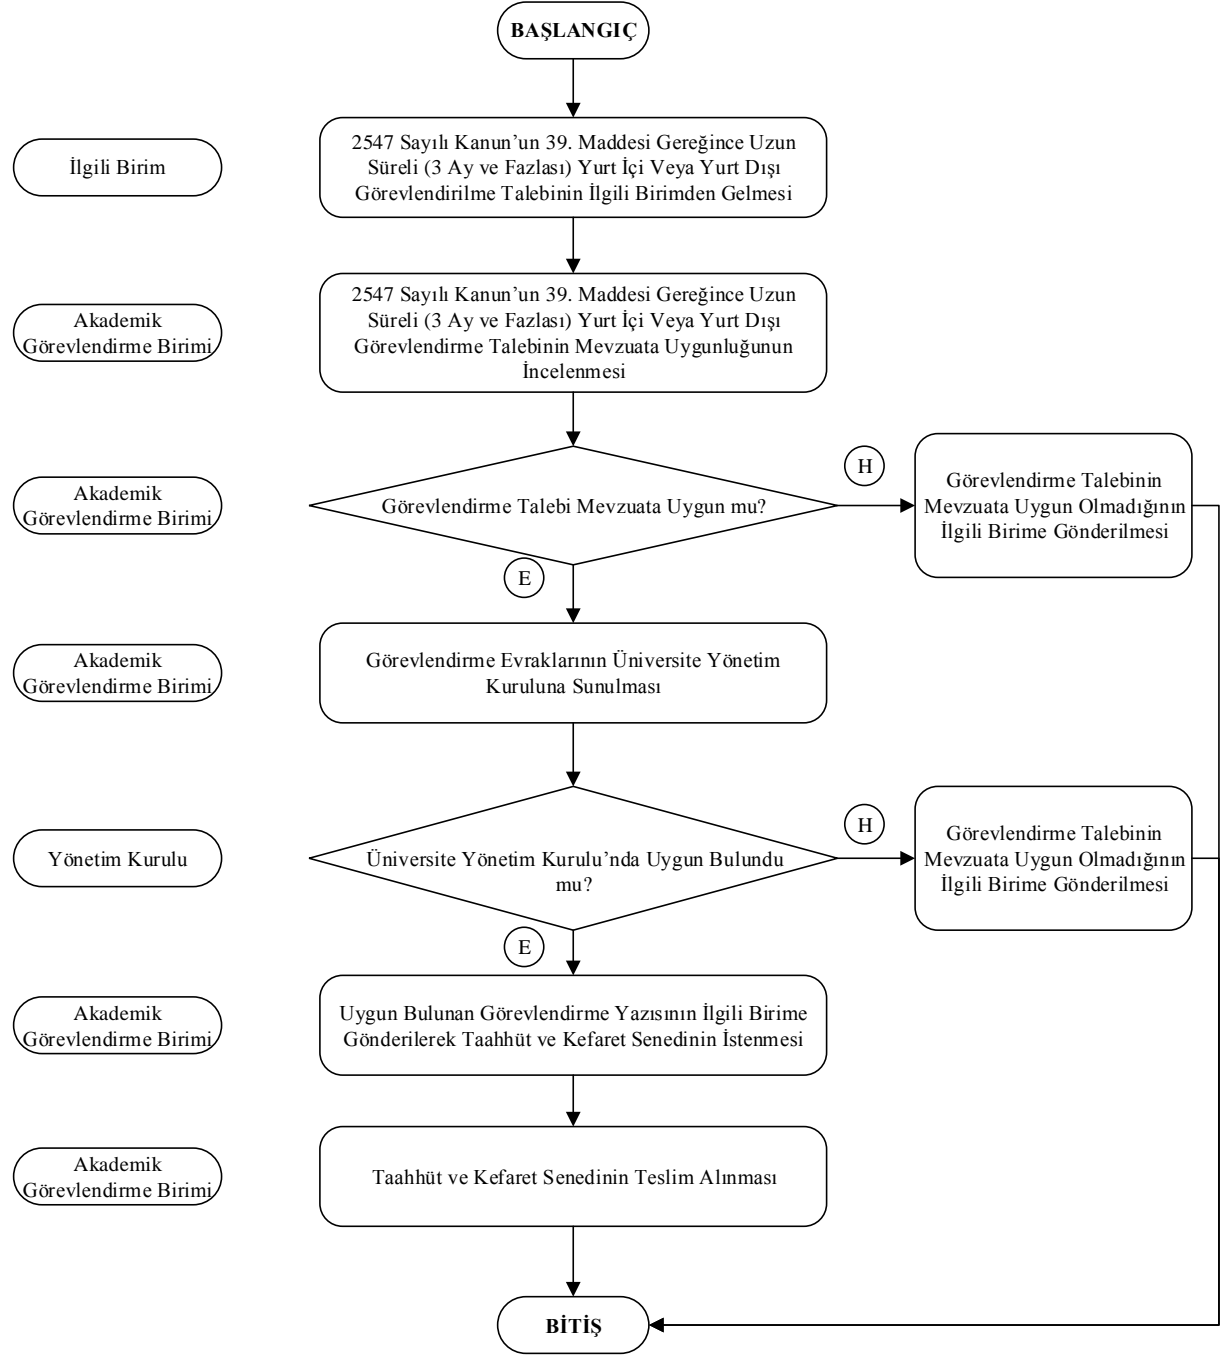 BAŞLANGIÇ
İlgili Birim
2547 Sayılı Kanun’un 39. Maddesi Gereğince Uzun
Süreli (3 Ay ve Fazlası) Yurt İçi Veya Yurt Dışı
Görevlendirilme Talebinin İlgili Birimden Gelmesi
Akademik
Görevlendirme Birimi
2547 Sayılı Kanun’un 39. Maddesi Gereğince Uzun
Süreli (3 Ay ve Fazlası) Yurt İçi Veya Yurt Dışı
Görevlendirme Talebinin Mevzuata Uygunluğunun
İncelenmesi
Akademik
Görevlendirme Birimi
Görevlendirme Talebi Mevzuata Uygun mu?
H
Görevlendirme Talebinin
Mevzuata Uygun Olmadığının
İlgili Birime Gönderilmesi
E
Akademik
Görevlendirme Birimi
Görevlendirme Evraklarının Üniversite Yönetim
Kuruluna Sunulması
Yönetim Kurulu
Üniversite Yönetim Kurulu’nda Uygun Bulundu
mu?
H
Görevlendirme Talebinin
Mevzuata Uygun Olmadığının
İlgili Birime Gönderilmesi
E
Akademik
Görevlendirme Birimi
Uygun Bulunan Görevlendirme Yazısının İlgili Birime
Gönderilerek Taahhüt ve Kefaret Senedinin İstenmesi
Akademik
Görevlendirme Birimi
Taahhüt ve Kefaret Senedinin Teslim Alınması
BİTİŞ